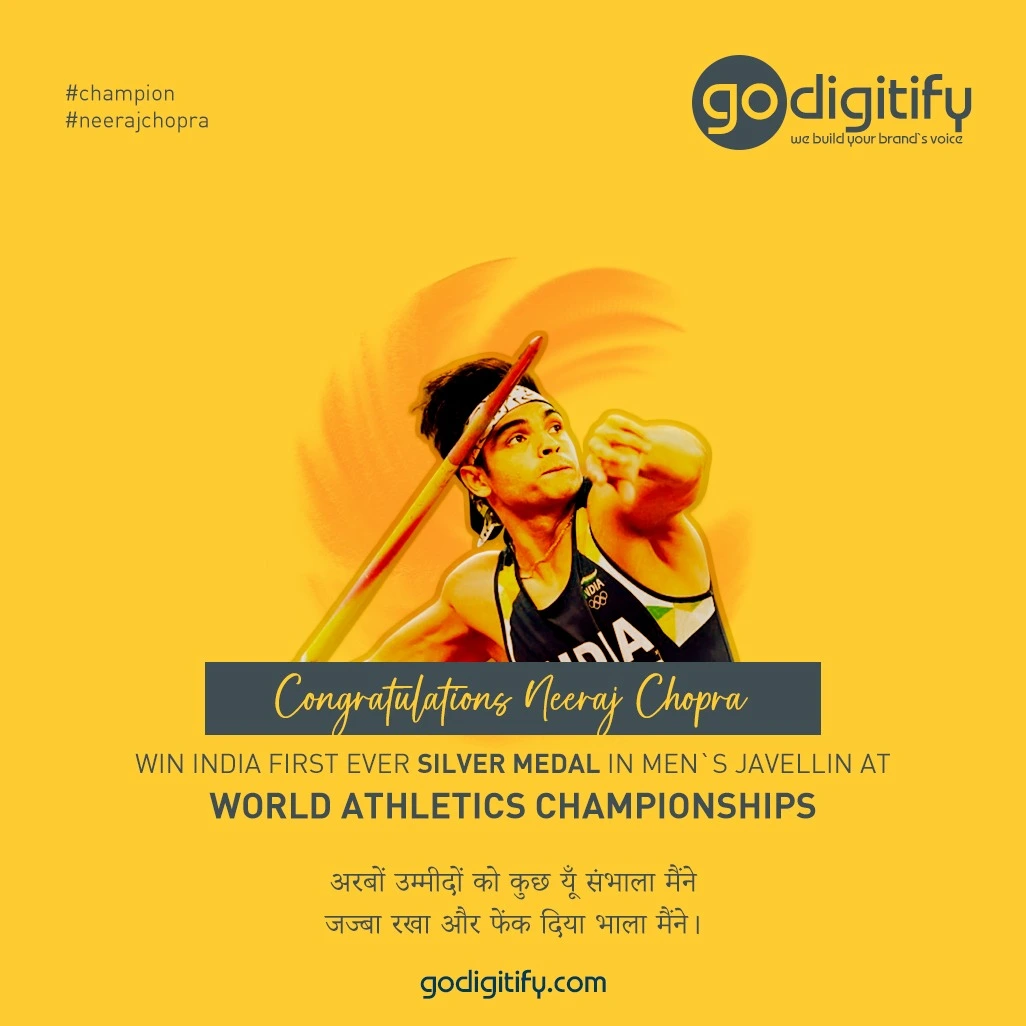 #champion
#neerajchopra
godigitify
we build your brand`s voice
INDIA
INDIA
Congratulations Neeraj Chopra
WIN INDIA FIRST EVER SILVER MEDAL IN MEN`S JAVELLIN AT
WORLD ATHLETICS CHAMPIONSHIPS
अरबों उम्मीदों को कुछ यूँ संभाला मैंने
जज्बा रखा और फेंक दिया भाला मैंने।
godigitify.com